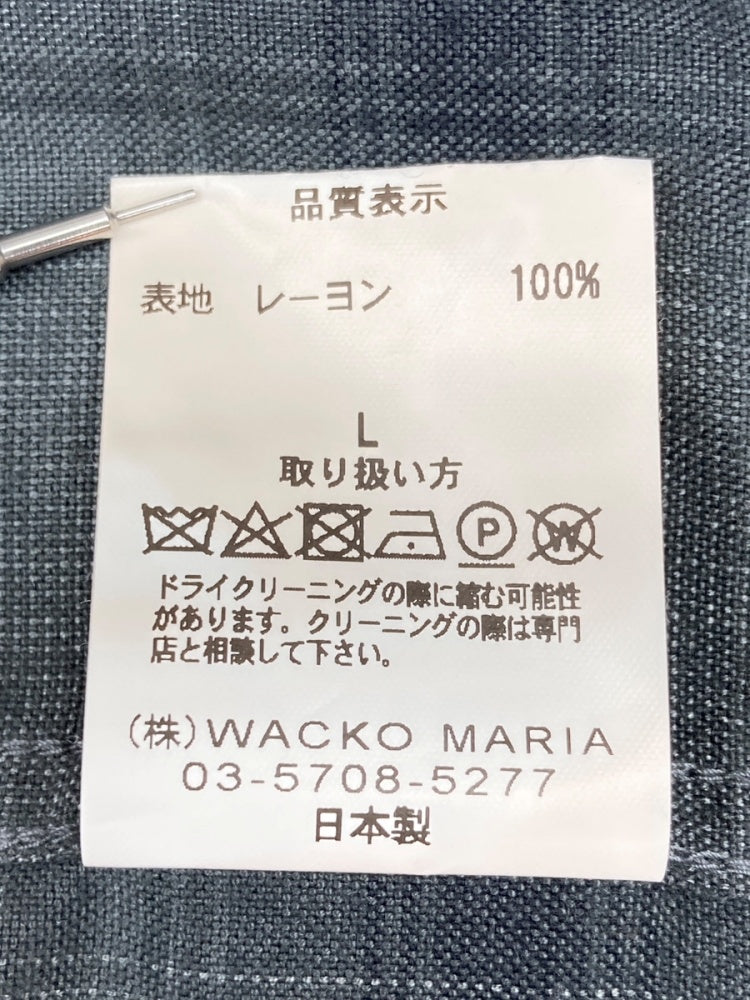 品質表示
表地 レーヨン 100%
L
取り扱い方
P W
ドライクリーニングの際に縮む可能性
があります。クリーニングの際は専門
店と相談して下さい。
(株)WACKO MARIA
03-5708-5277
日本製